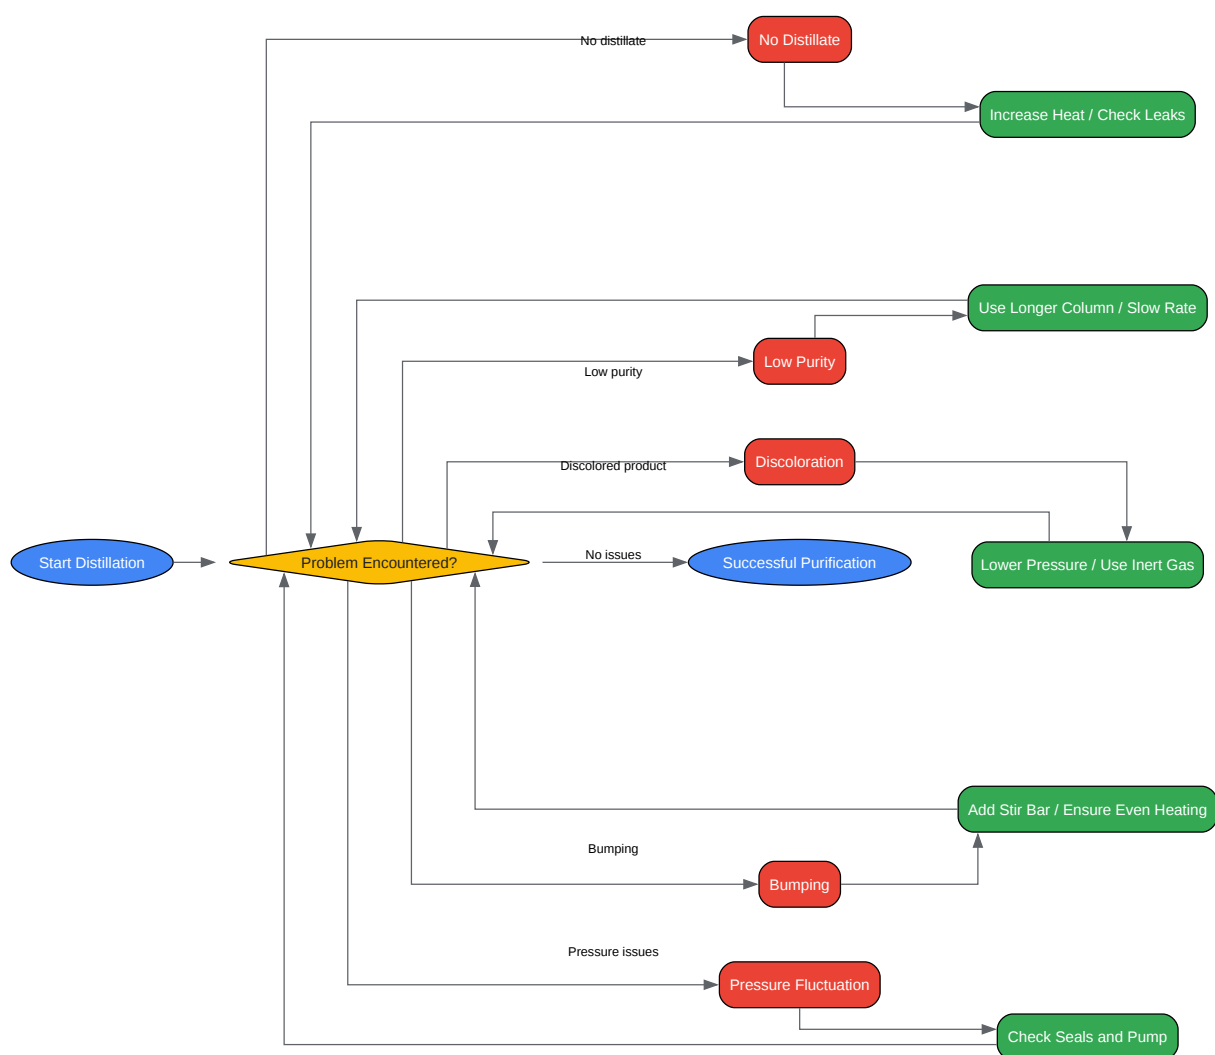 No distillate
No Distillate
Increase Heat / Check Leaks
Use Longer Column / Slow Rate
Low purity
Low Purity
Discolored product
Discoloration
Start Distillation
Problem Encountered?
No issues
Successful Purification
Lower Pressure / Use Inert Gas
Add Stir Bar / Ensure Even Heating
Bumping
Bumping
Pressure issues
Pressure Fluctuation
Check Seals and Pump